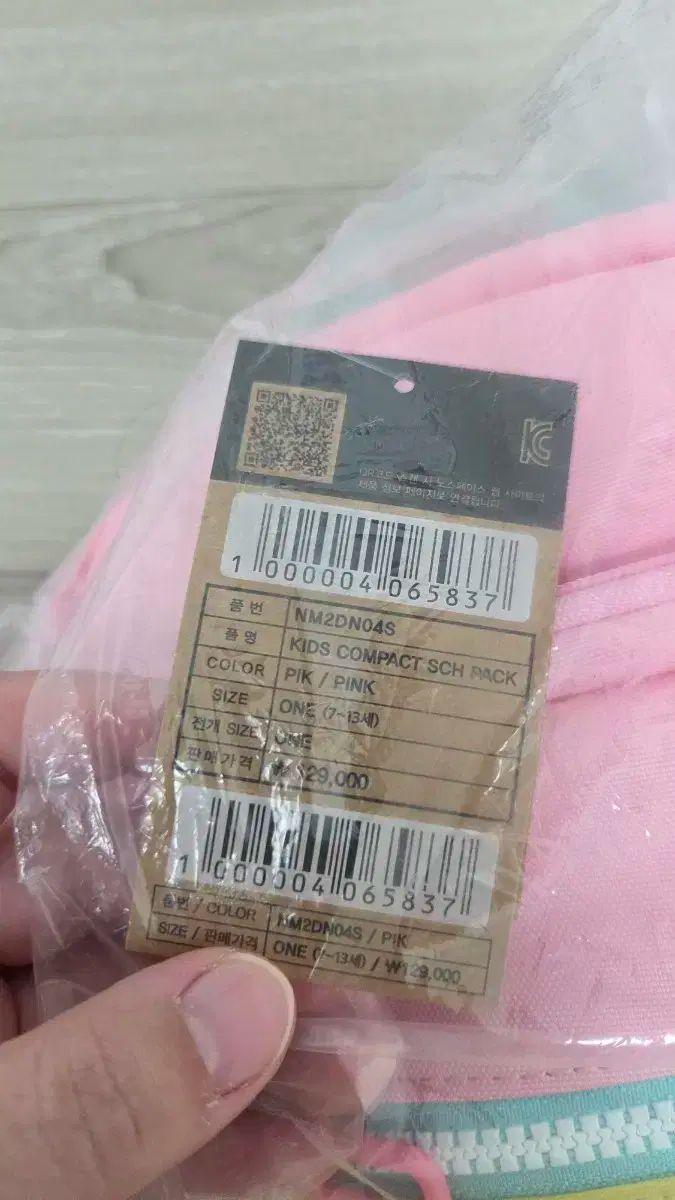 QR코드 스캔 시 노스페이스 웹 사이트의
제품 정보 페이지로 연결됩니다.
1 000004 065837
품 번 NM2DN04S
품 명 KIDS COMPACT SCH PACK
COLOR PIK / PINK
SIZE ONE (7~13세)
전개 SIZE ONE
판매가격 ₩129,000
1 000004 065837
품번 / COLOR NM2DN04S / PIK
SIZE / 판매가격 ONE (7~13세) / ₩129,000